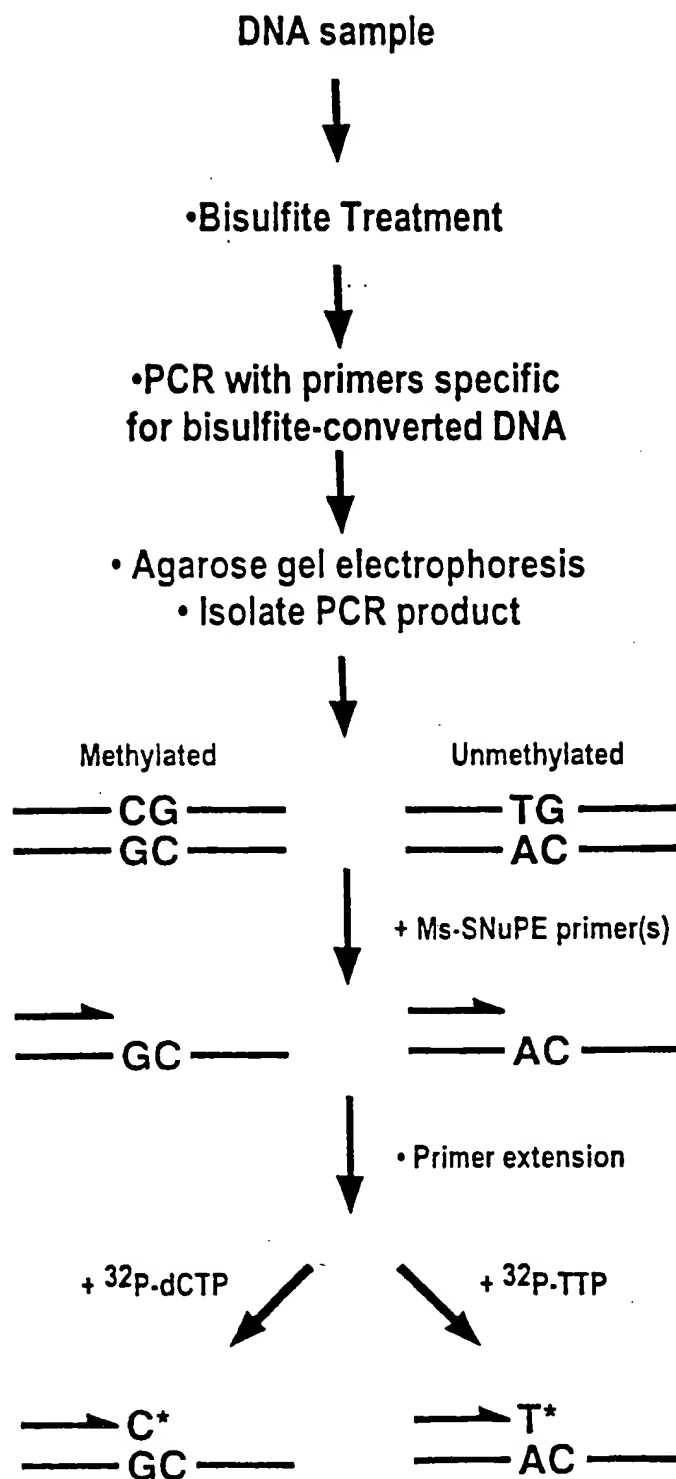 DNA sample
•Bisulfite Treatment
•PCR with primers specific
for bisulfite-converted DNA
• Agarose gel electrophoresis
• Isolate PCR product
Methylated
Unmethylated
CG
TG
GC
AC
+ Ms-SNuPE primer(s)
GC
AC
• Primer extension
+ ³²P-dCTP
+ ³²P-TTP
C*
T*
GC
AC